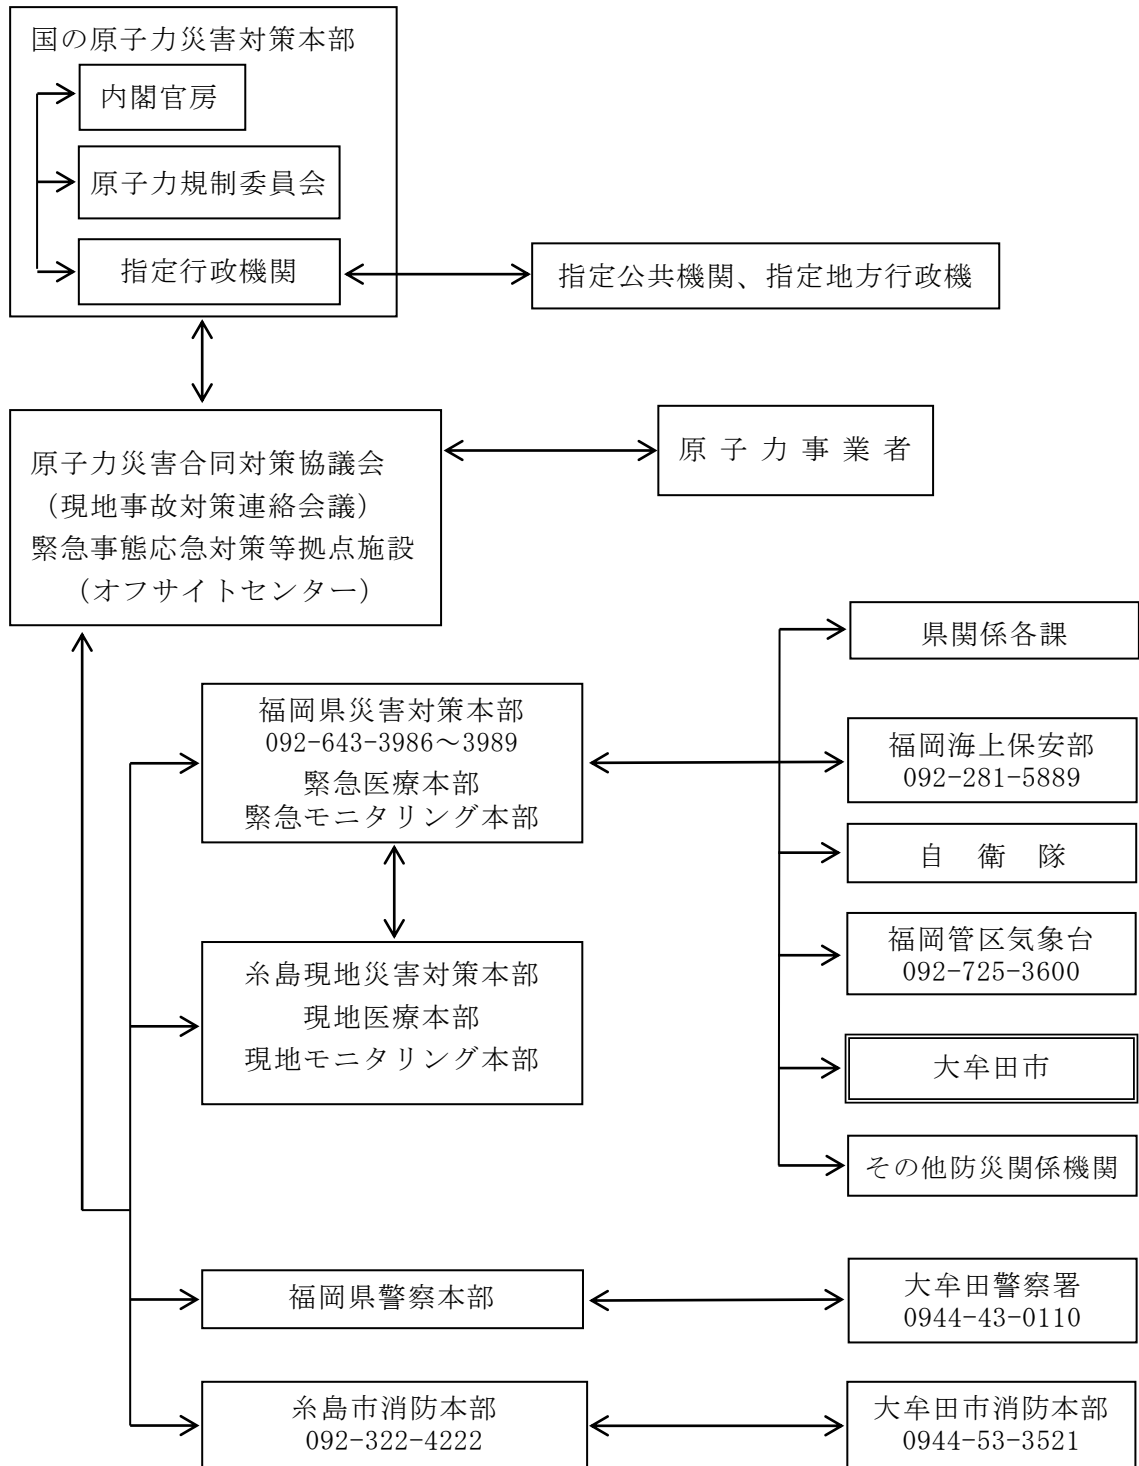 国の原子力災害対策本部
内閣官房
原子力規制委員会
指定行政機関
指定公共機関、指定地方行政機
原子力災害合同対策協議会
（現地事故対策連絡会議）
緊急事態応急対策等拠点施設
（オフサイトセンター）
原子力事業者
県関係各課
福岡県災害対策本部
092-643-3986～3989
緊急医療本部
緊急モニタリング本部
福岡海上保安部
092-281-5889
自　衛　隊
福岡管区気象台
092-725-3600
糸島現地災害対策本部
現地医療本部
現地モニタリング本部
大牟田市
その他防災関係機関
福岡県警察本部
大牟田警察署
0944-43-0110
糸島市消防本部
092-322-4222
大牟田市消防本部
0944-53-3521